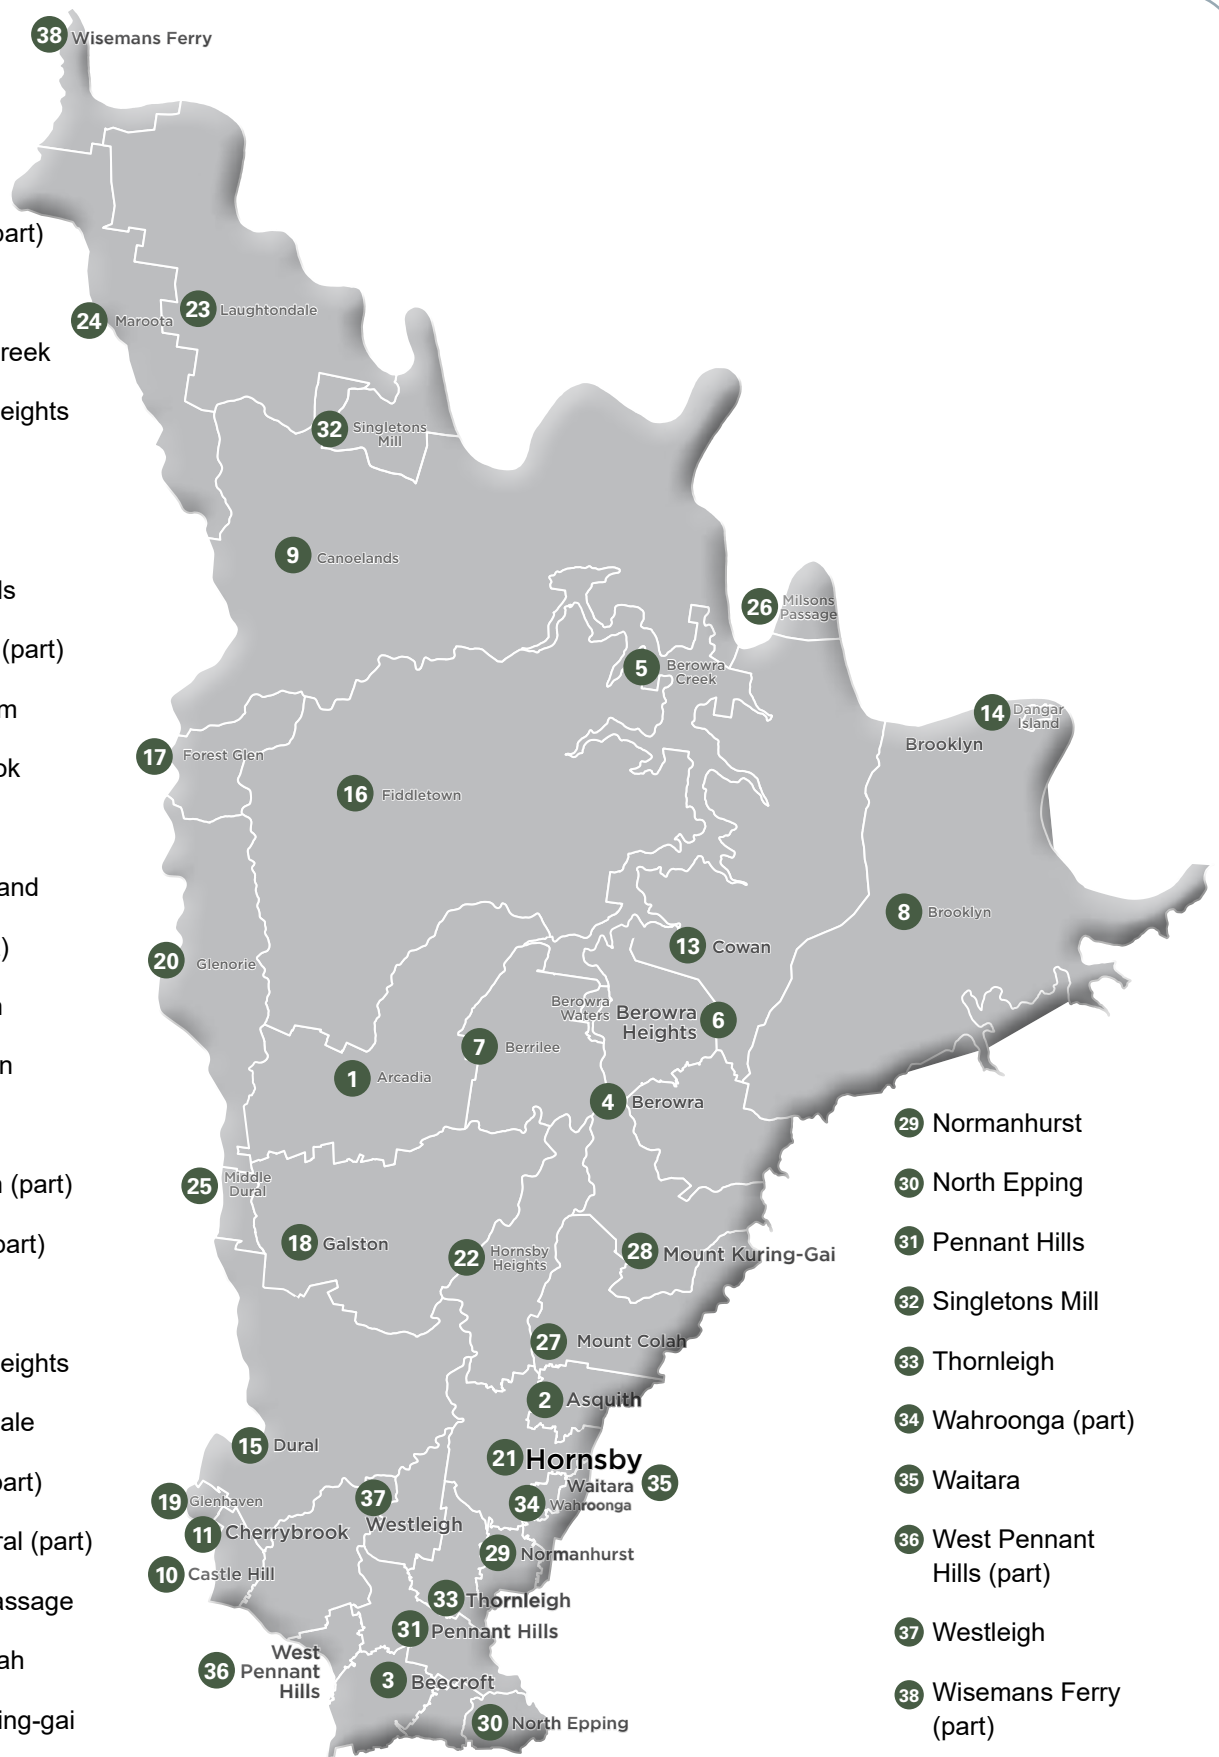 38 Wisemans Ferry
part)
23 Laughtondale
24 Maroota
reek
eights
32 Singletons
Mill
9 Canoelands
ls
26 Milsons
Passage
(part)
5 Berowra
Creek
m
14 Dangar
Island
Brooklyn
17 Forest Glen
ok
16 Fiddletown
and
8 Brooklyn
)
13 Cowan
20 Glenorie
n
Berowra
Waters
Berowra
Heights 6
7 Berrilee
n
1 Arcadia
4 Berowra
25 Middle
Dural
(part)
18 Galston
part)
22 Hornsby
Heights
28 Mount Kuring-Gai
27 Mount Colah
eights
2 Asquith
ale
15 Dural
21 Hornsby
part)
Waitara 35
19 Glenhaven
34 Wahroonga
37
Westleigh
11 Cherrybrook
ral (part)
29 Normanhurst
10 Castle Hill
assage
33 Thornleigh
31 Pennant Hills
ah
36 West
Pennant
Hills
3 Beecroft
ing-gai
30 North Epping
29 Normanhurst
30 North Epping
31 Pennant Hills
32 Singletons Mill
33 Thornleigh
34 Wahroonga (part)
35 Waitara
36 West Pennant
Hills (part)
37 Westleigh
38 Wisemans Ferry
(part)